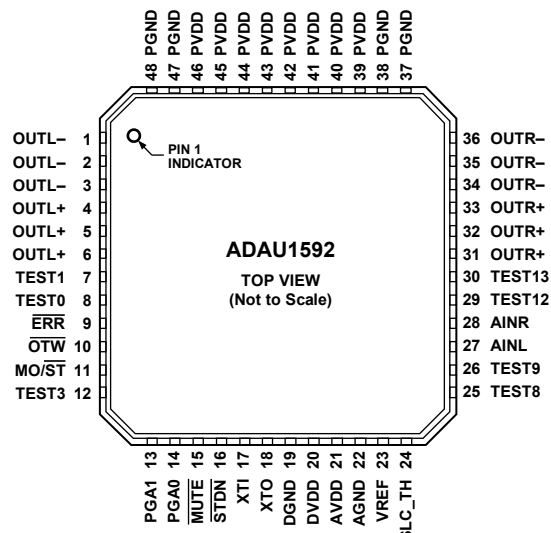 48 PGND
47 PGND
46 PVDD
45 PVDD
44 PVDD
43 PVDD
42 PVDD
41 PVDD
40 PVDD
39 PVDD
38 PGND
37 PGND
OUTL– 1
OUTL– 2
OUTL– 3
OUTL+ 4
OUTL+ 5
OUTL+ 6
TEST1 7
TEST0 8
ERR 9
OTW 10
MO/ST 11
TEST3 12
PIN 1
INDICATOR
ADAU1592
TOP VIEW
(Not to Scale)
36 OUTR–
35 OUTR–
34 OUTR–
33 OUTR+
32 OUTR+
31 OUTR+
30 TEST13
29 TEST12
28 AINR
27 AINL
26 TEST9
25 TEST8
PGA1 13
PGA0 14
MUTE 15
STDN 16
XTI 17
XTO 18
DGND 19
DVDD 20
AVDD 21
AGND 22
VREF 23
SLC_TH 24